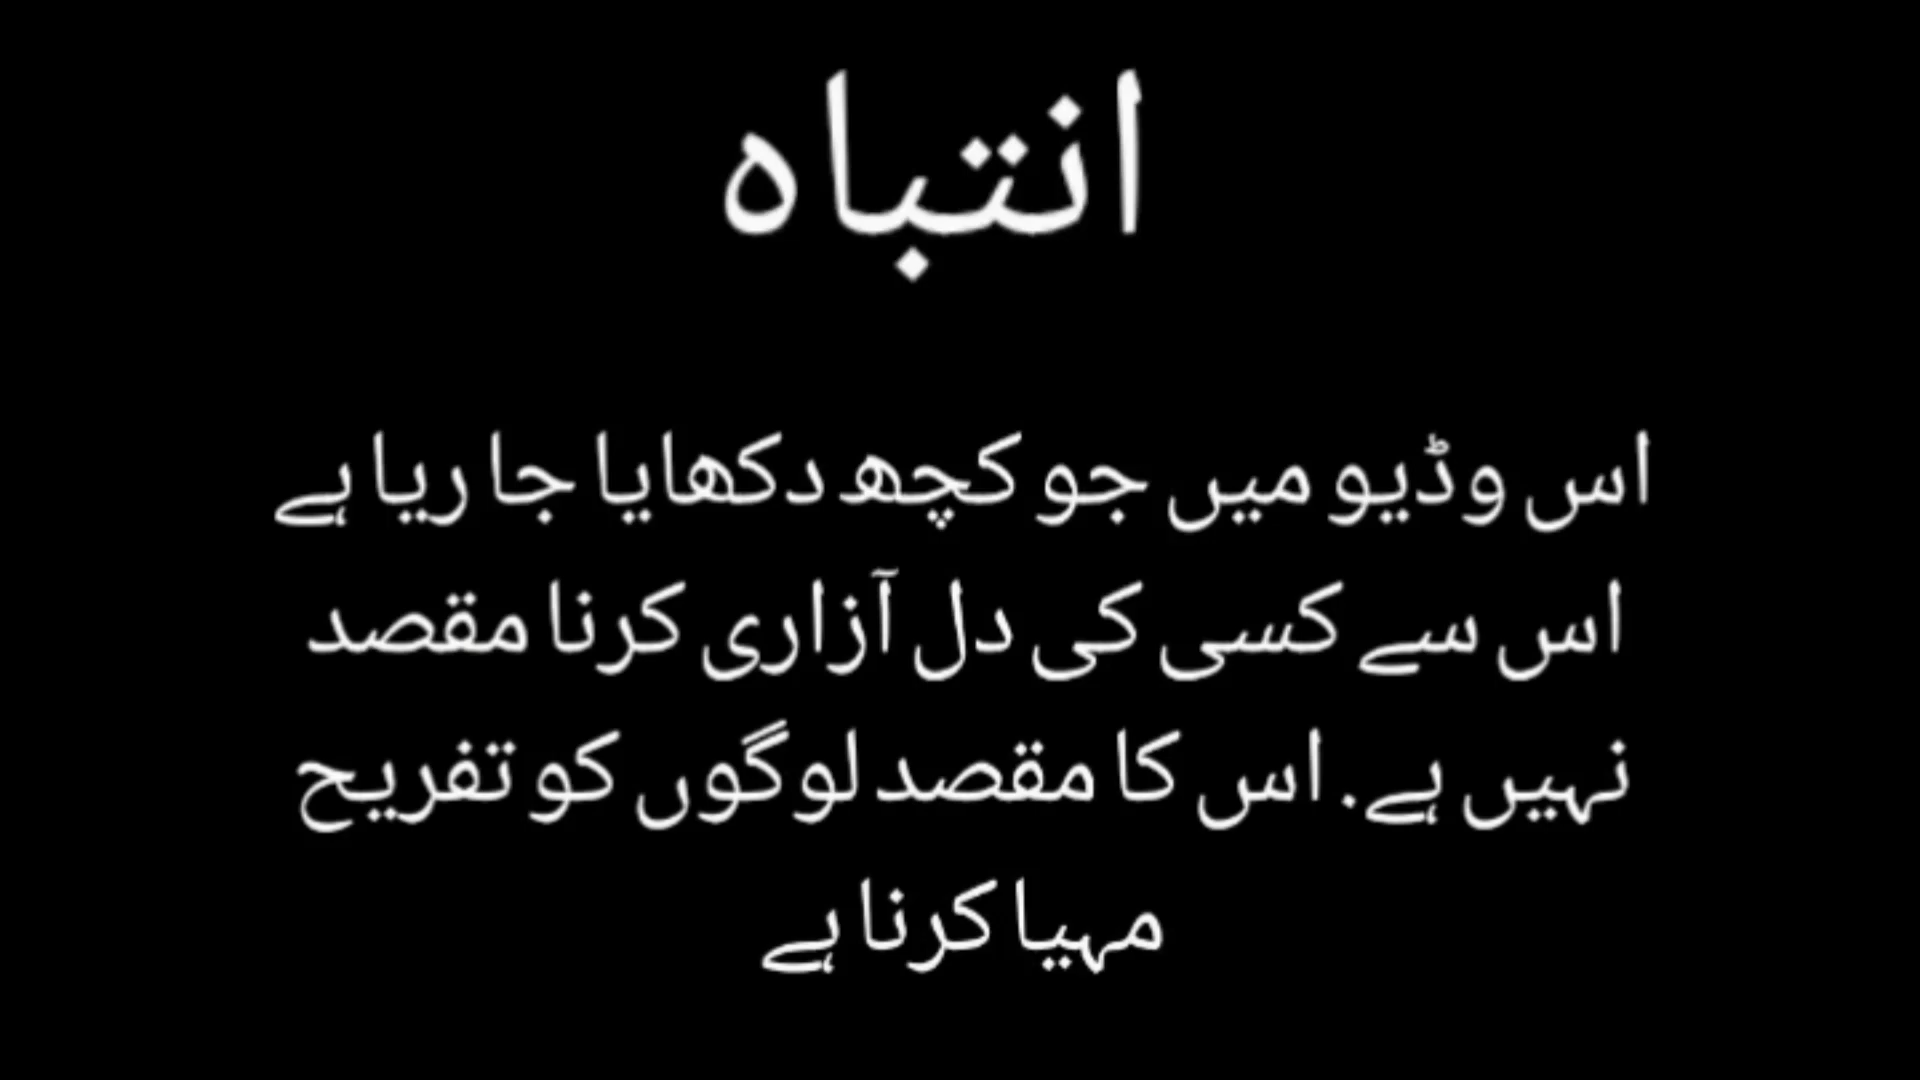 انتباہ
اس وڈیو میں جو کچھ دکھایا جا ریا ہے
اس سے کسی کی دل آزاری کرنا مقصد
نہیں ہے. اس کا مقصد لوگوں کو تفریح
مہیا کرنا ہے